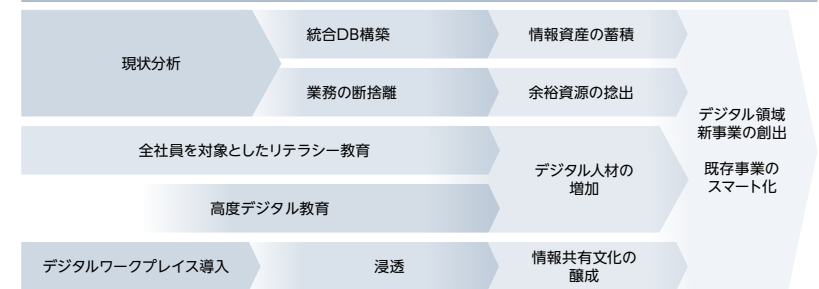 現状分析
統合DB構築
情報資産の蓄積
業務の断捨離
余裕資源の捻出
全社員を対象としたリテラシー教育
高度デジタル教育
デジタル人材の
増加
デジタルワークプレイス導入
浸透
情報共有文化の
醸成
デジタル領域
新事業の創出
既存事業の
スマート化